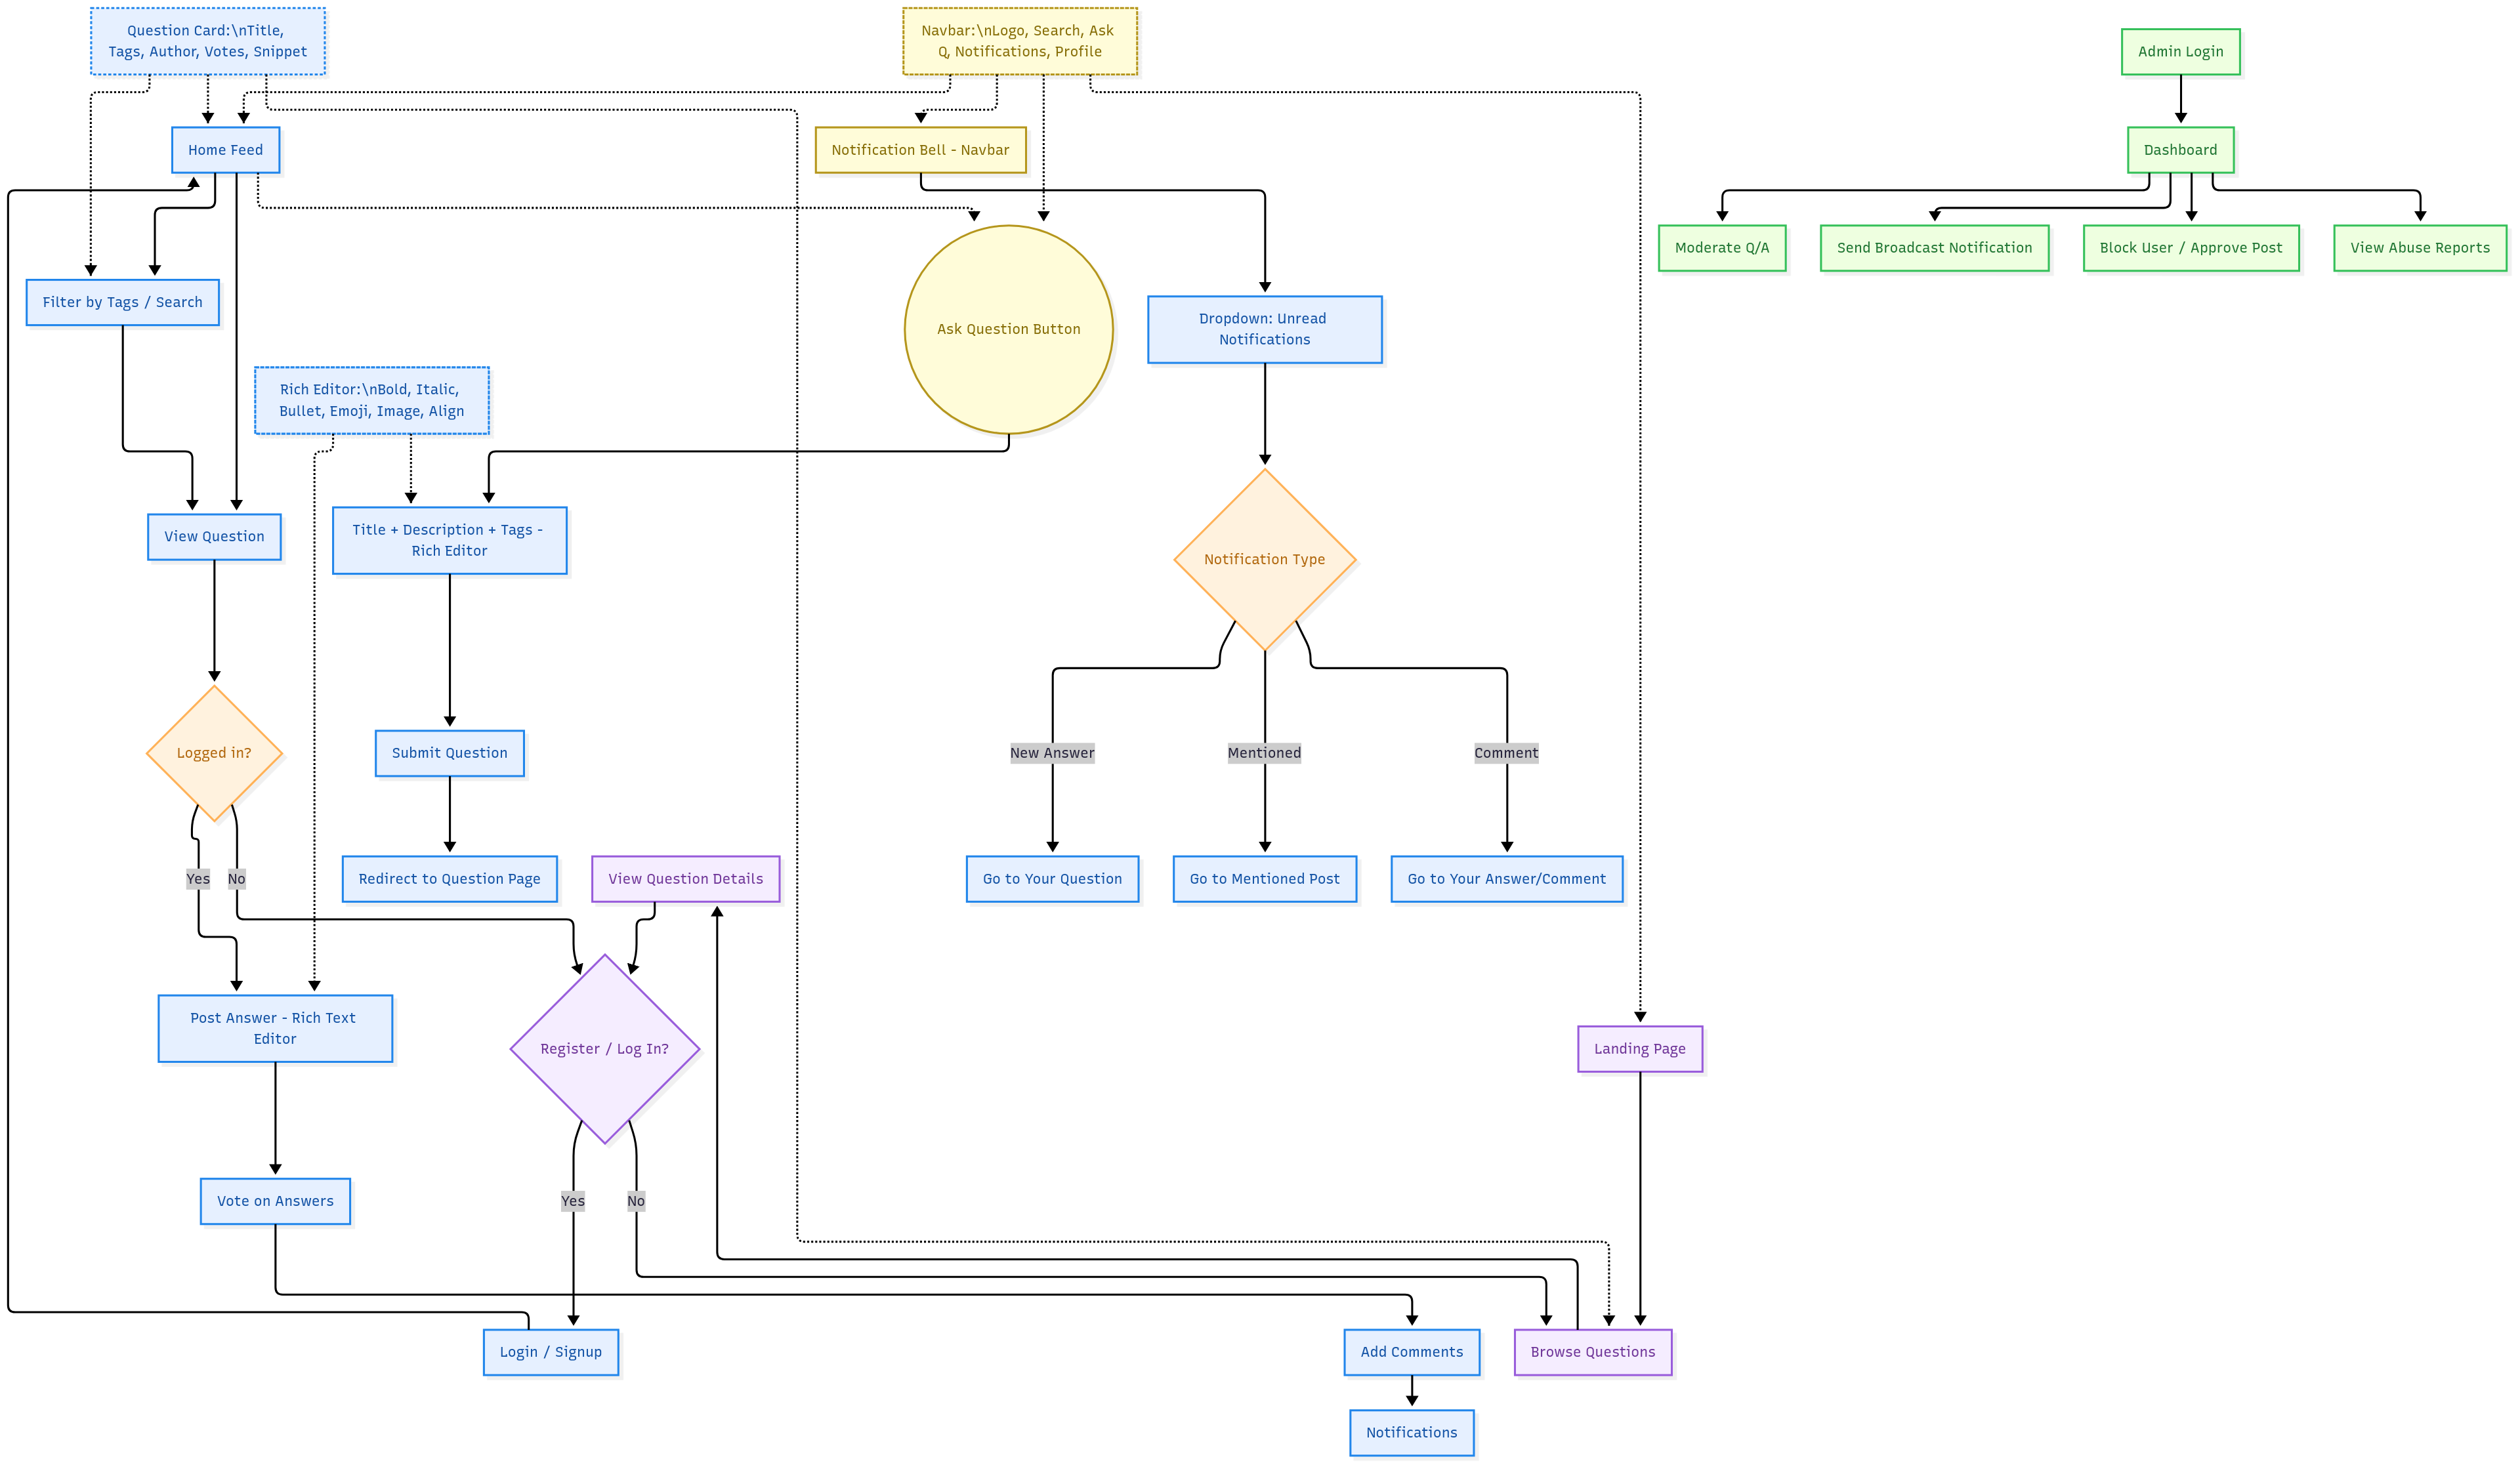 Question Card:\nTitle,
Tags, Author, Votes, Snippet
Navbar:\nLogo, Search, Ask
Q, Notifications, Profile
Admin Login
Home Feed
Notification Bell - Navbar
Dashboard
Moderate Q/A
Send Broadcast Notification
Block User / Approve Post
View Abuse Reports
Filter by Tags / Search
Ask Question Button
Dropdown: Unread
Notifications
Rich Editor:\nBold, Italic,
Bullet, Emoji, Image, Align
View Question
Title + Description + Tags -
Rich Editor
Notification Type
Logged in?
Submit Question
New Answer
Mentioned
Comment
Yes
No
Redirect to Question Page
View Question Details
Go to Your Question
Go to Mentioned Post
Go to Your Answer/Comment
Post Answer - Rich Text
Editor
Register / Log In?
Landing Page
Vote on Answers
Yes
No
Login / Signup
Add Comments
Browse Questions
Notifications